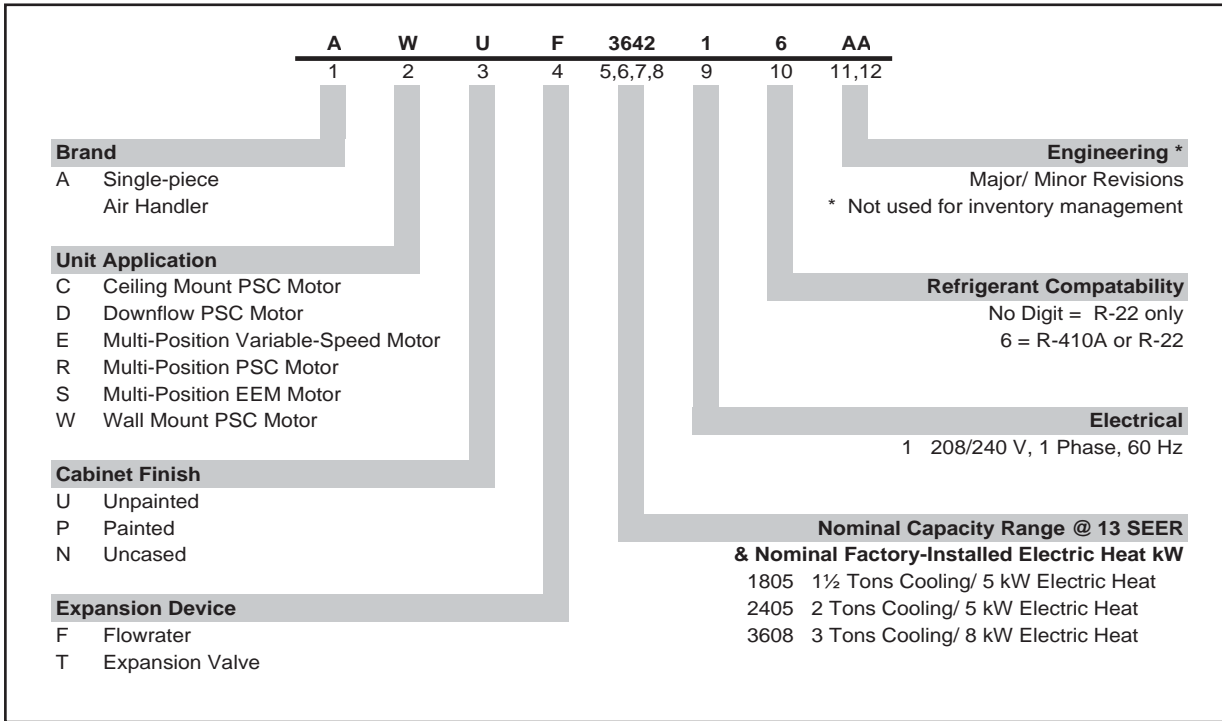 A W U F 3642 1 6 AA
1 2 3 4 5,6,7,8 9 10 11,12
Brand
A Single-piece
Air Handler
Unit Application
C Ceiling Mount PSC Motor
D Downflow PSC Motor
E Multi-Position Variable-Speed Motor
R Multi-Position PSC Motor
S Multi-Position EEM Motor
W Wall Mount PSC Motor
Cabinet Finish
U Unpainted
P Painted
N Uncased
Expansion Device
F Flowrater
T Expansion Valve
Engineering *
Major/ Minor Revisions
* Not used for inventory management
Refrigerant Compatability
No Digit = R-22 only
6 = R-410A or R-22
Electrical
1 208/240 V, 1 Phase, 60 Hz
Nominal Capacity Range @ 13 SEER
& Nominal Factory-Installed Electric Heat kW
1805 1½ Tons Cooling/ 5 kW Electric Heat
2405 2 Tons Cooling/ 5 kW Electric Heat
3608 3 Tons Cooling/ 8 kW Electric Heat